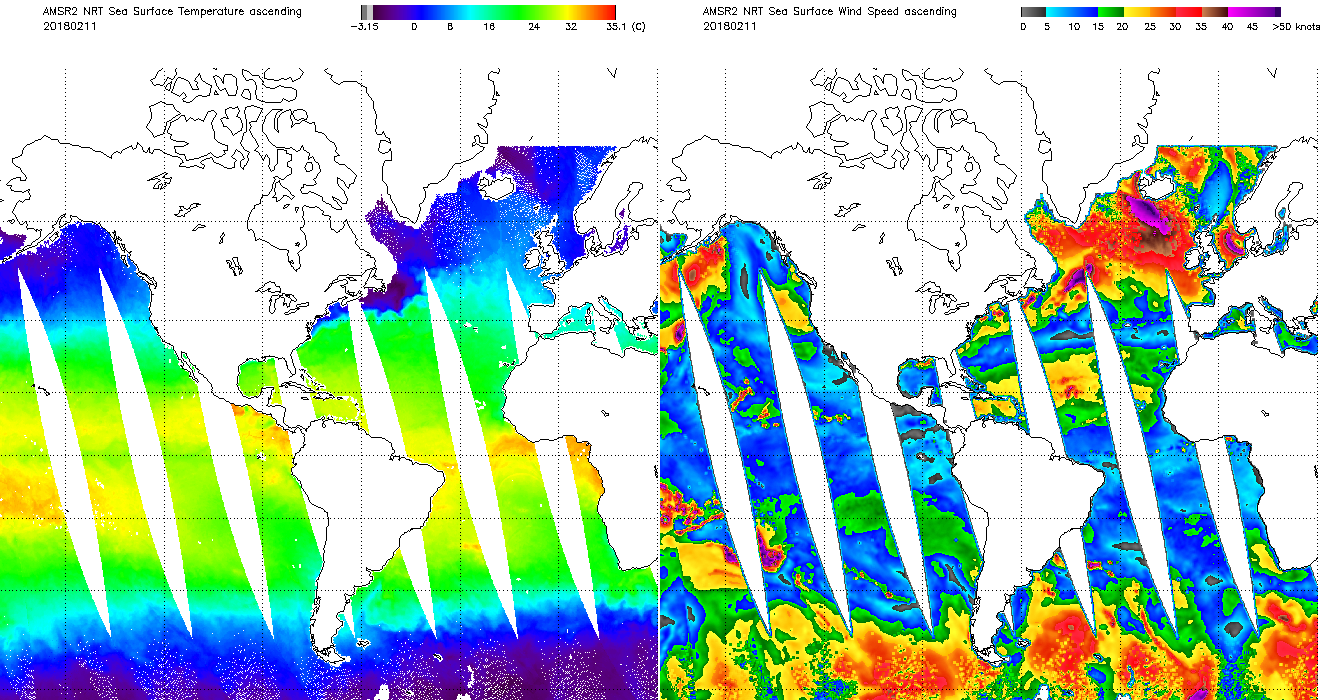 AMSR2 NRT Sea Surface Temperature ascending
20180211
-3.15 0 8 16 24 32 35.1 (C)
AMSR2 NRT Sea Surface Wind Speed ascending
20180211
0 5 10 15 20 25 30 35 40 45 >50 knots